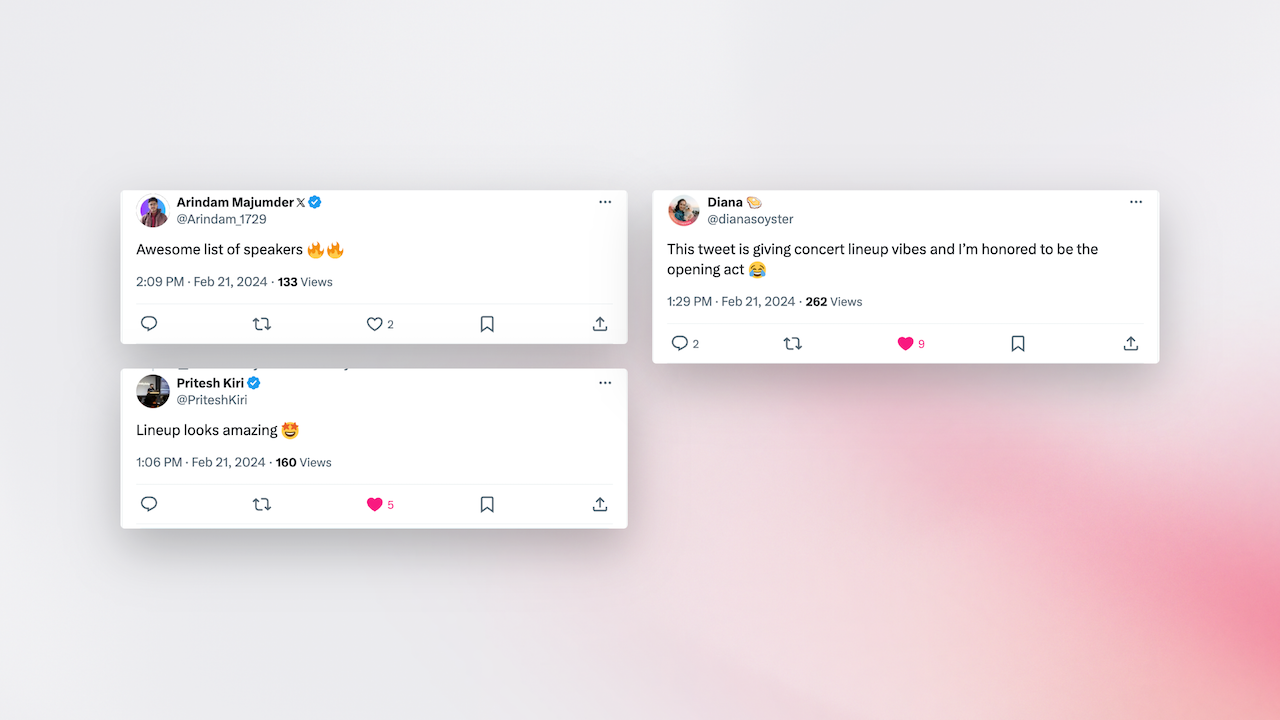 Arindam Majumder 𝕏
@Arindam_1729
Awesome list of speakers 🔥🔥
2:09 PM · Feb 21, 2024 · 133 Views
2
Pritesh Kiri
@PriteshKiri
Lineup looks amazing 🤩
1:06 PM · Feb 21, 2024 · 160 Views
5
Diana 🦪
@dianasoyster
This tweet is giving concert lineup vibes and I’m honored to be the
opening act 😂
1:29 PM · Feb 21, 2024 · 262 Views
2 9